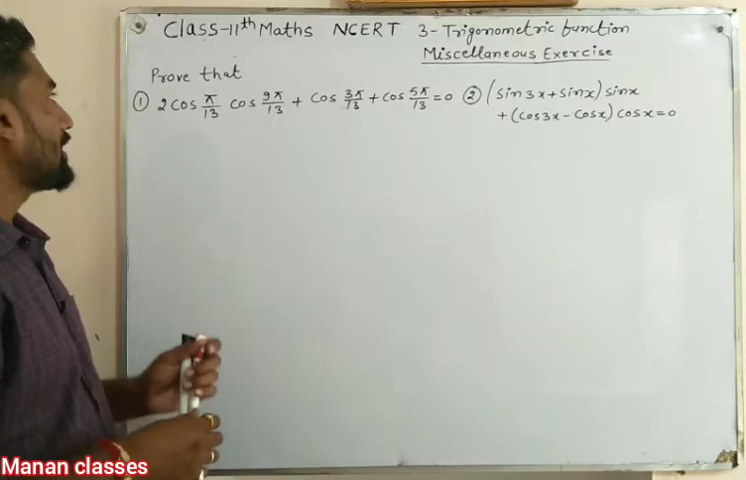 Class-11th Maths NCERT 3-Trigonometric function
Miscellaneous Exercise
Prove that
① 2cos π/13 cos 9π/13 + cos 3π/13 + cos 5π/13 = 0
② (sin3x+sinx) sinx
+ (cos3x - cosx) cosx = 0
Manan classes